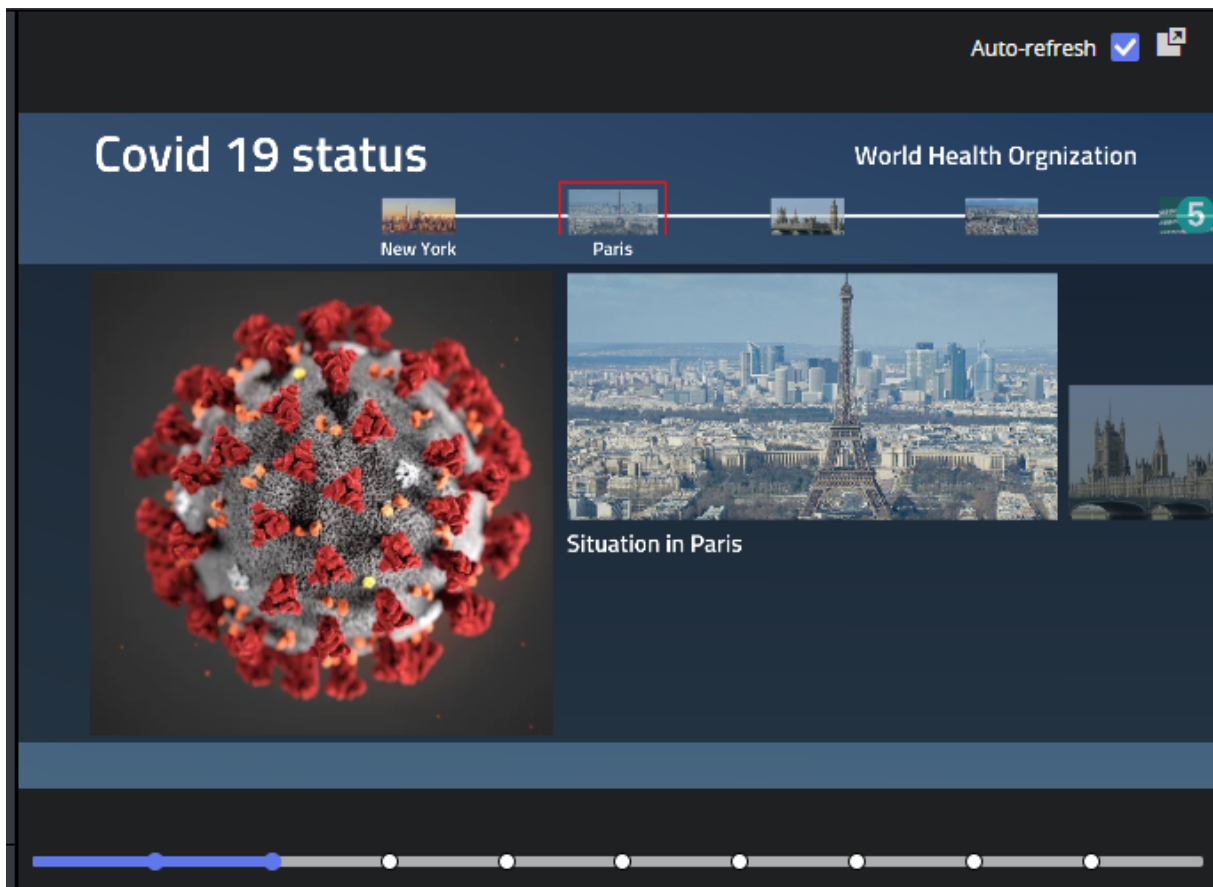 Auto-refresh
Covid 19 status
World Health Orgnization
5
New York
Paris
Situation in Paris